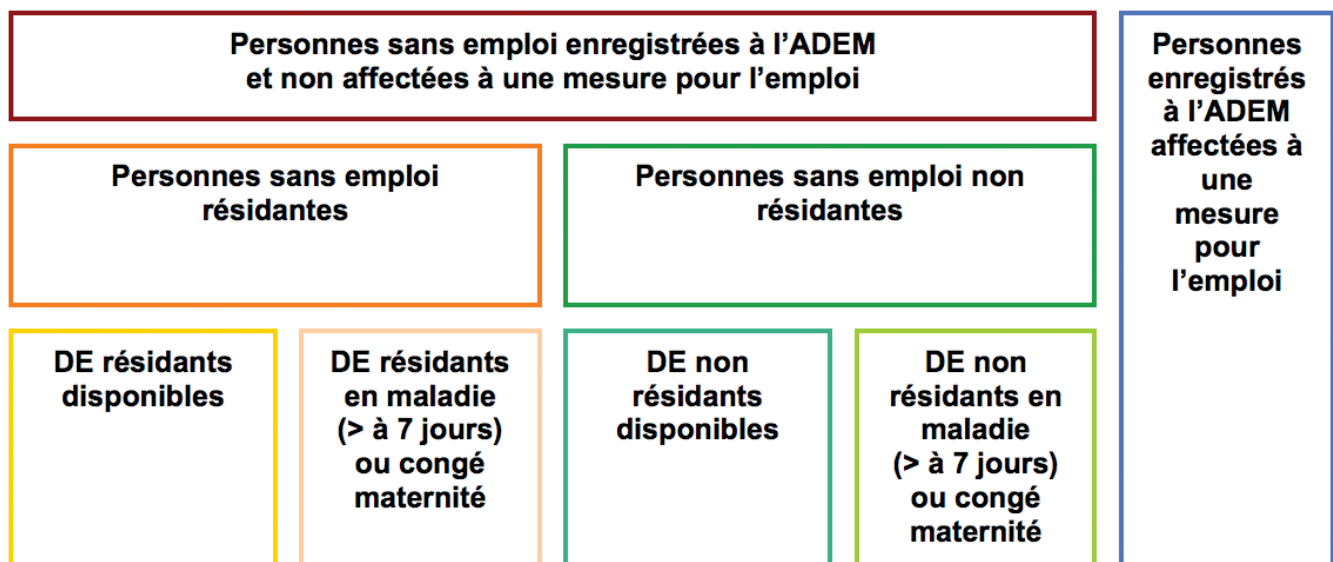 Personnes sans emploi enregistrées à l'ADEM
et non affectées à une mesure pour l'emploi
Personnes
enregistrés
à l'ADEM
affectées à
une
mesure
pour
l'emploi
Personnes sans emploi
résidantes
Personnes sans emploi non
résidantes
DE résidants
disponibles
DE résidants
en maladie
(> à 7 jours)
ou congé
maternité
DE non
résidants
disponibles
DE non
résidants en
maladie
(> à 7 jours)
ou congé
maternité